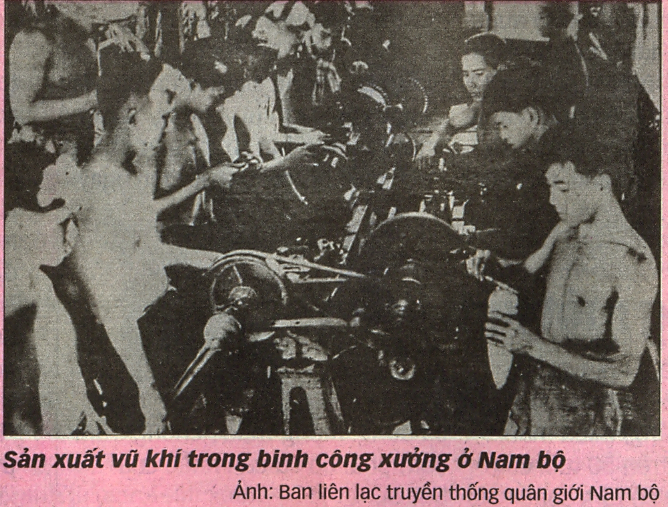 Sản xuất vũ khí trong binh công xưởng ở Nam bộ
Ảnh: Ban liên lạc truyền thống quân giới Nam bộ